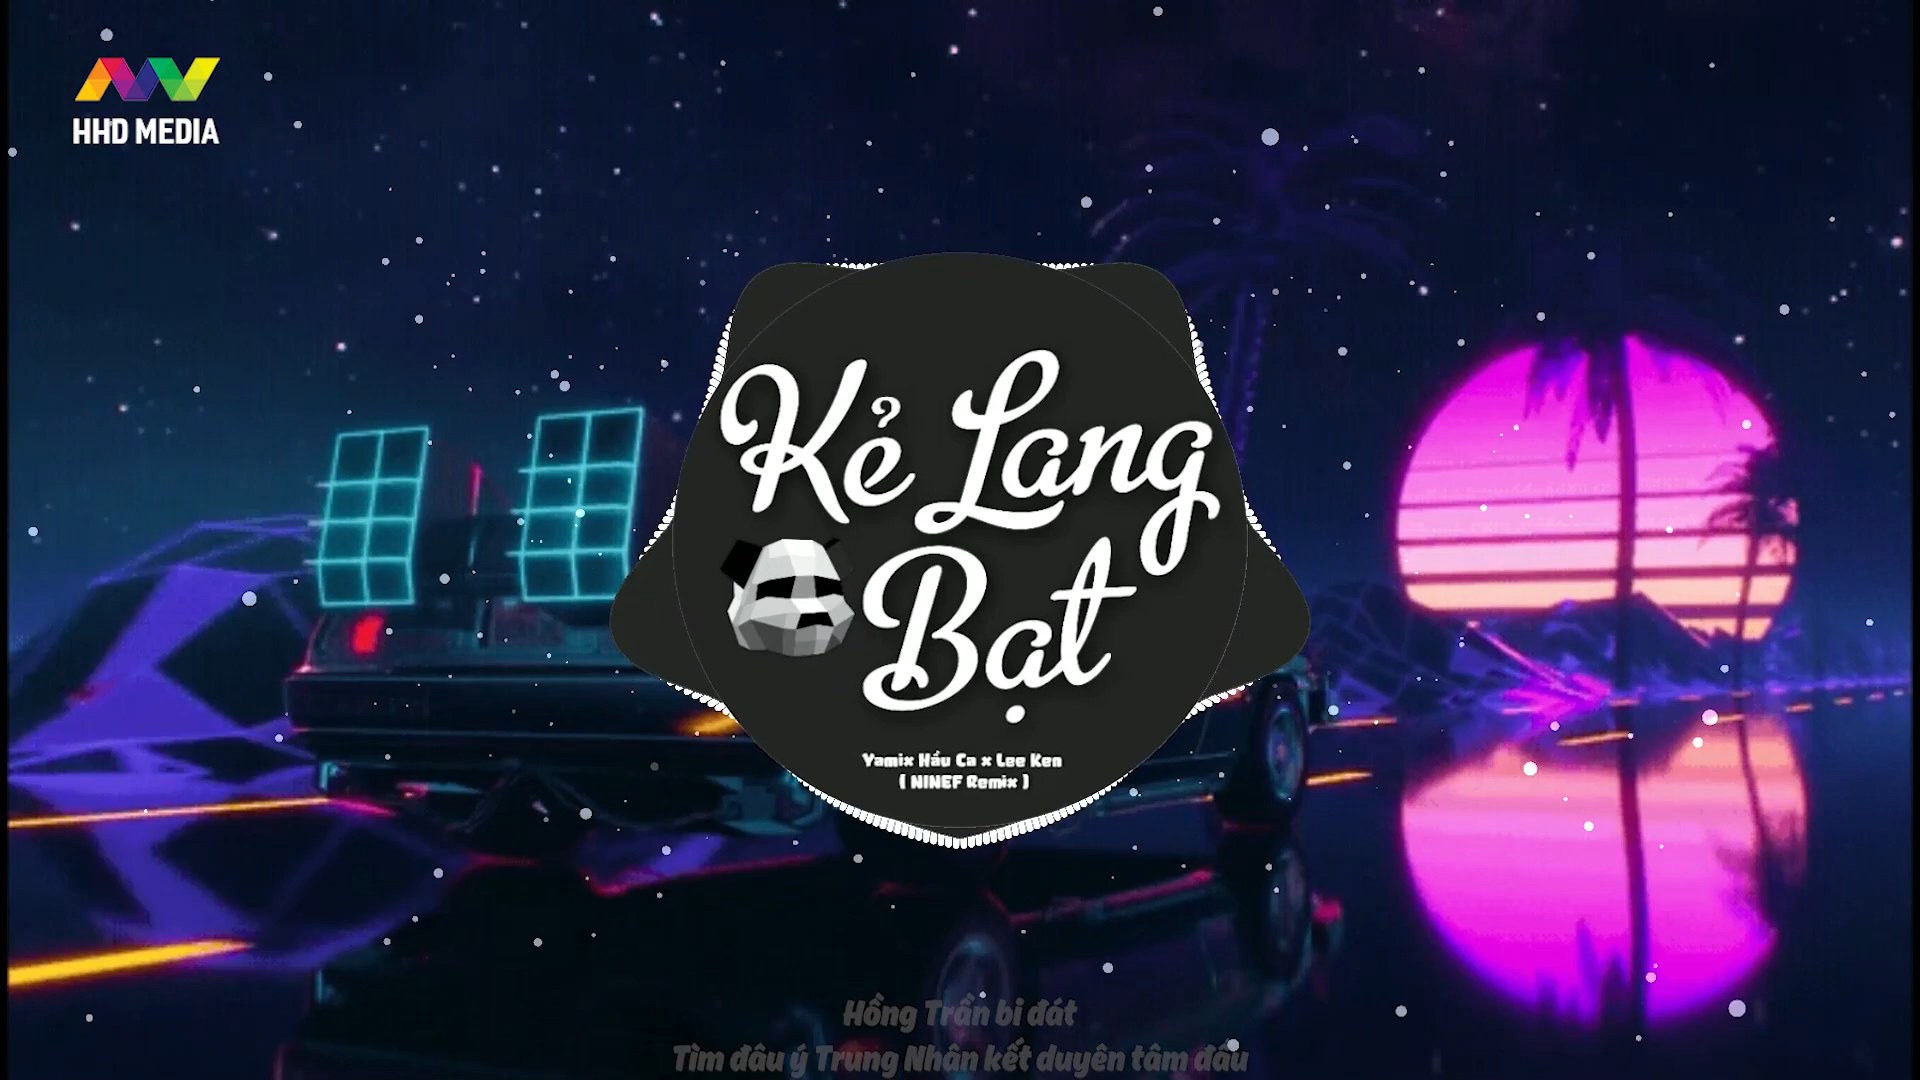 HHD MEDIA
Kẻ Lang
Bạt
Yamix Hầu Ca x Lee Ken
( NINEF Remix )
Hồng Trần bi đát
Tìm đâu ý Trung Nhân kết duyên tâm đầu